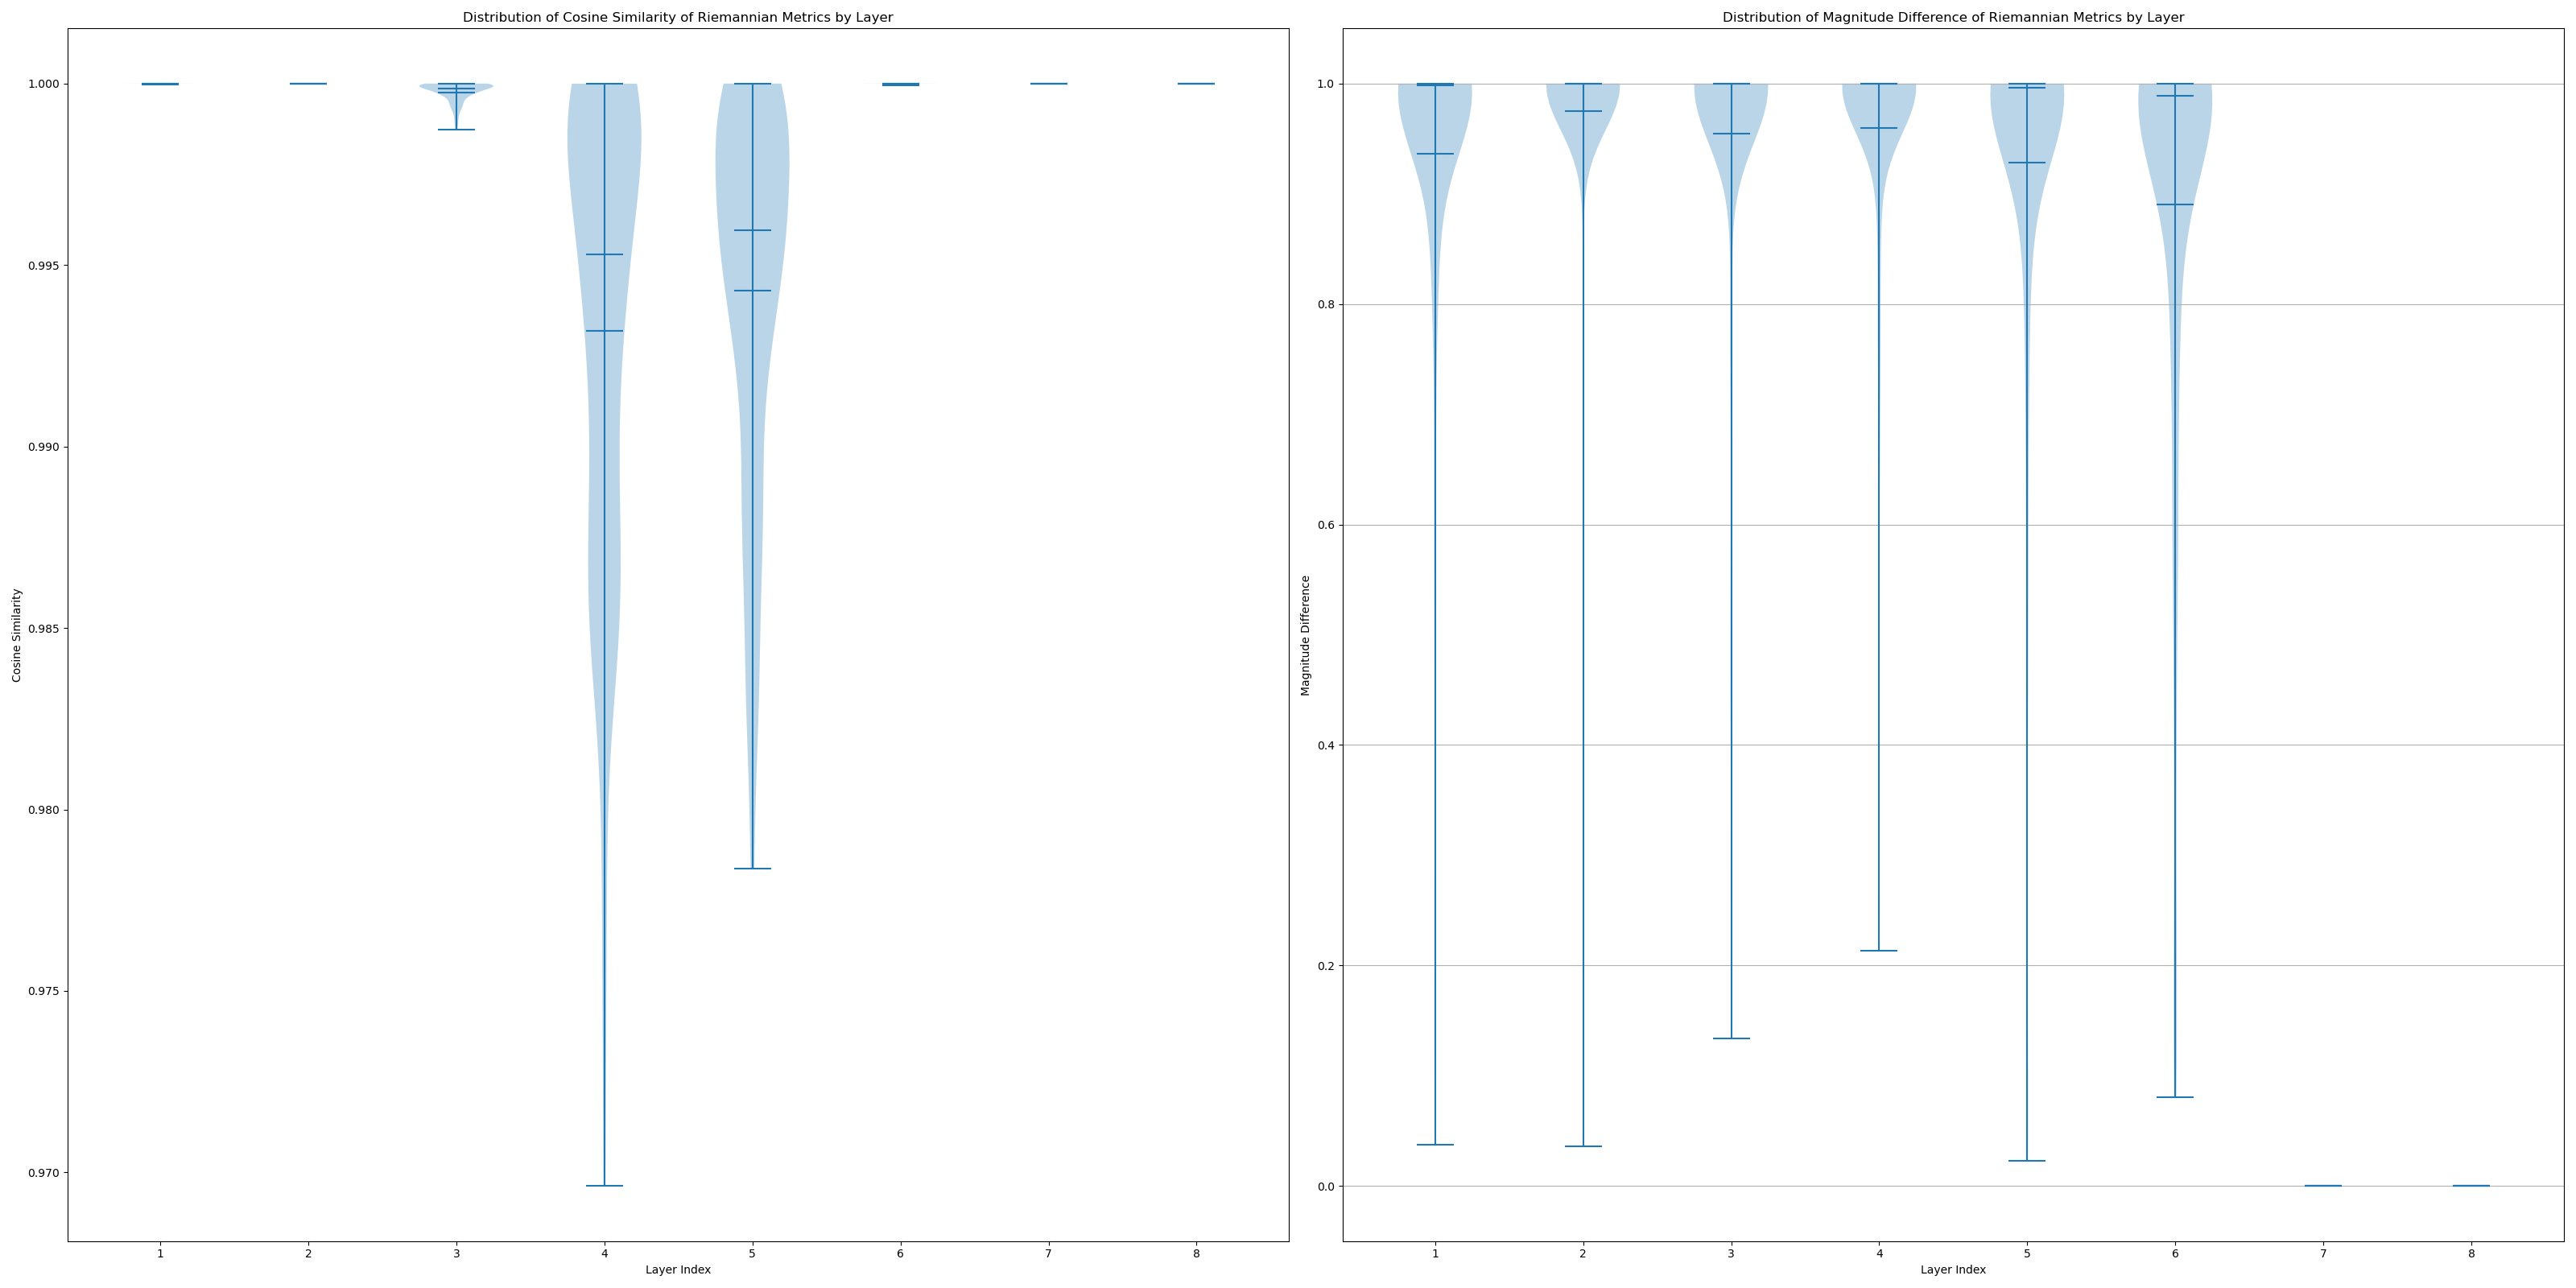 Distribution of Cosine Similarity of Riemannian Metrics by Layer
1.000
0.995
0.990
0.985
0.980
0.975
0.970
Cosine Similarity
1 2 3 4 5 6 7 8
Layer Index
Distribution of Magnitude Difference of Riemannian Metrics by Layer
1.0
0.8
0.6
0.4
0.2
0.0
Magnitude Difference
1 2 3 4 5 6 7 8
Layer Index